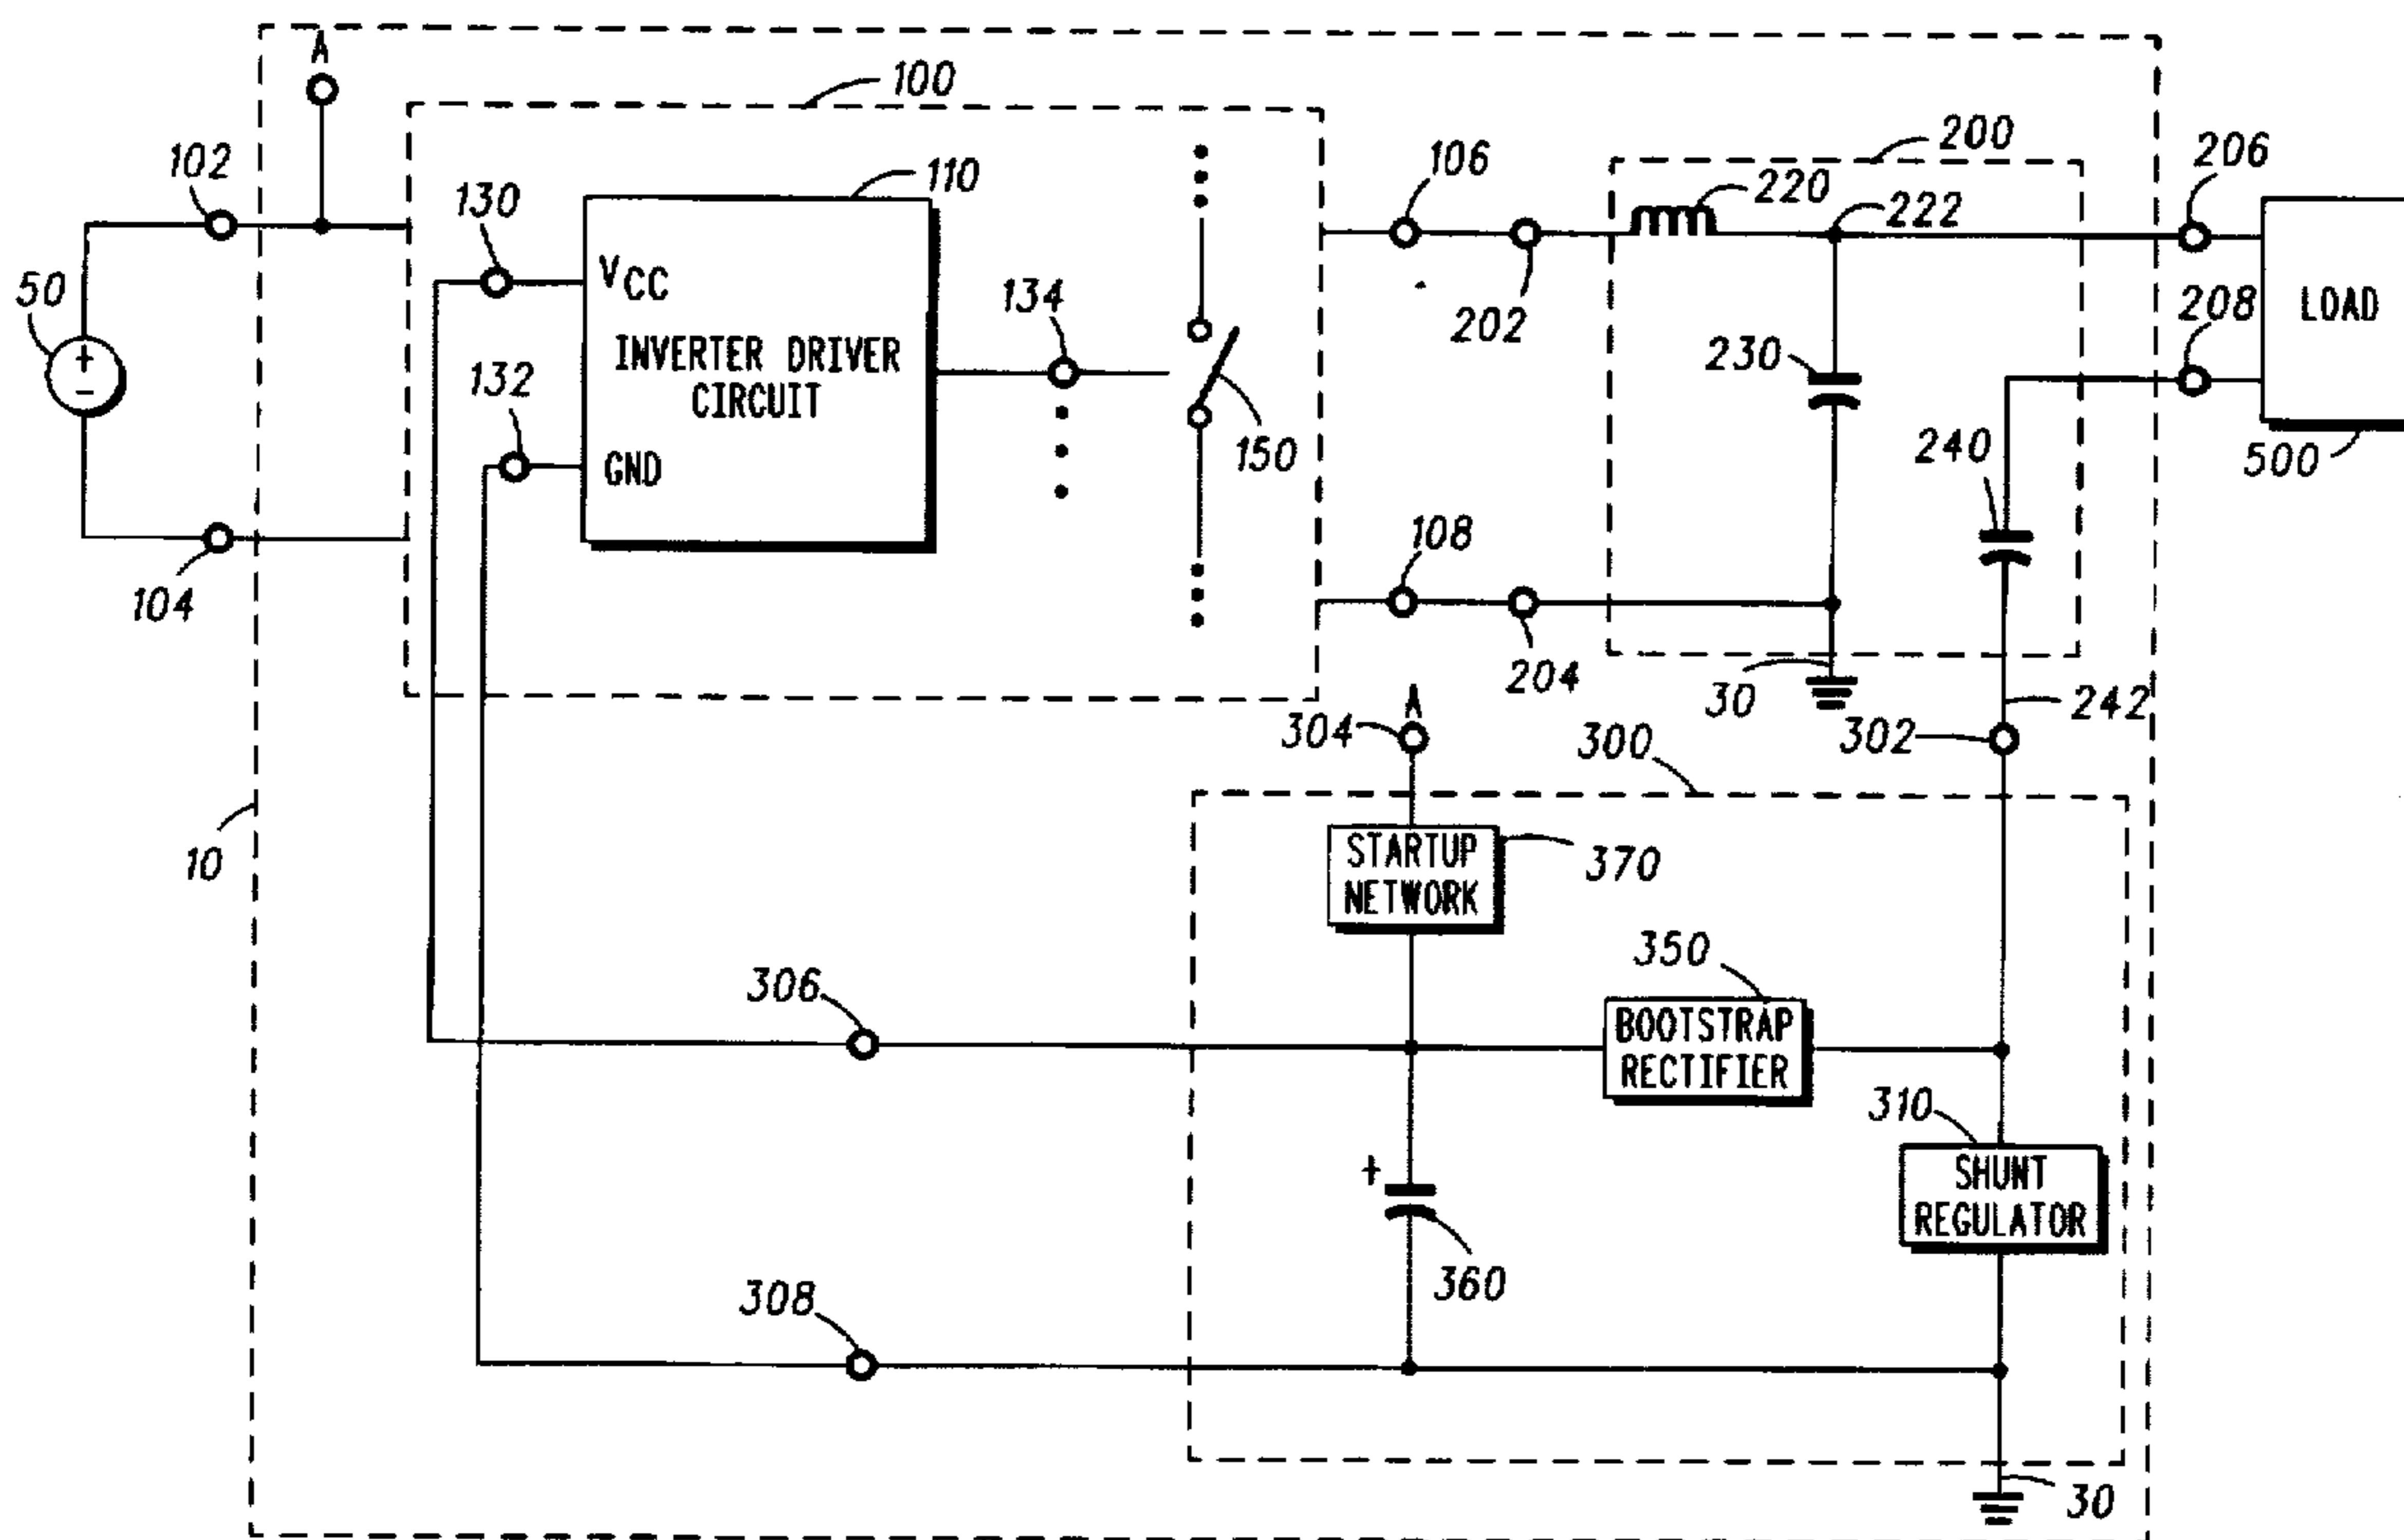 A
100
102
130
110
106
200
220
222
206
50
VCC
134
202
230
208
LOAD
INVERTER DRIVER
CIRCUIT
132
GND
150
240
500
104
108
204
30
242
A
304
300
302
10
STARTUP
NETWORK
370
350
306
BOOTSTRAP
RECTIFIER
310
+
SHUNT
REGULATOR
360
308
30